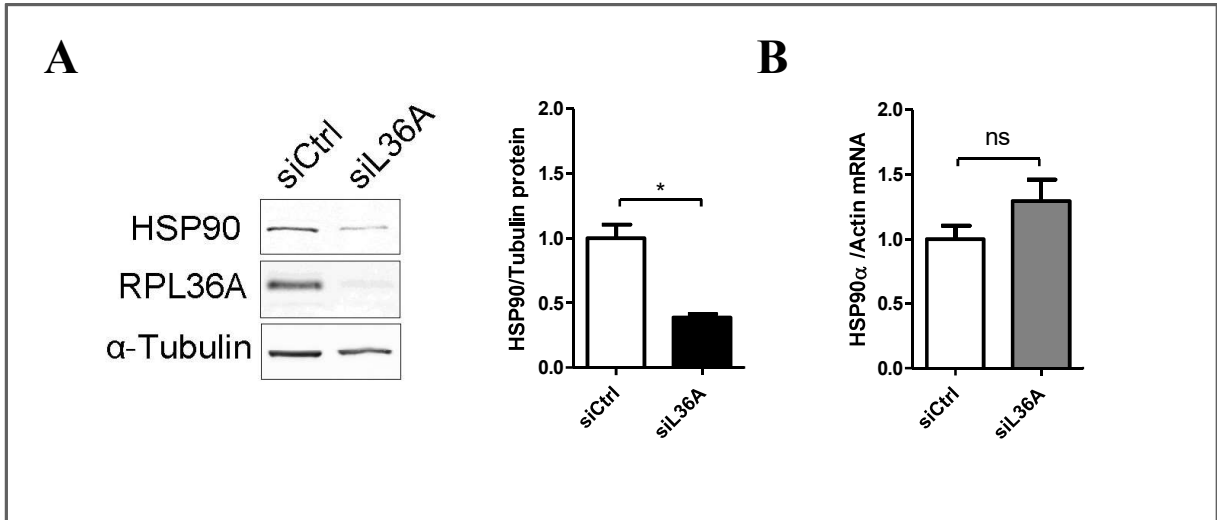 A
siCtrl
siL36A
HSP90
RPL36A
α-Tubulin
HSP90/Tubulin protein
2.0
1.5
1.0
0.5
0.0
*
siCtrl
siL36A
B
HSP90α /Actin mRNA
2.0
1.5
1.0
0.5
0.0
ns
siCtrl
siL36A